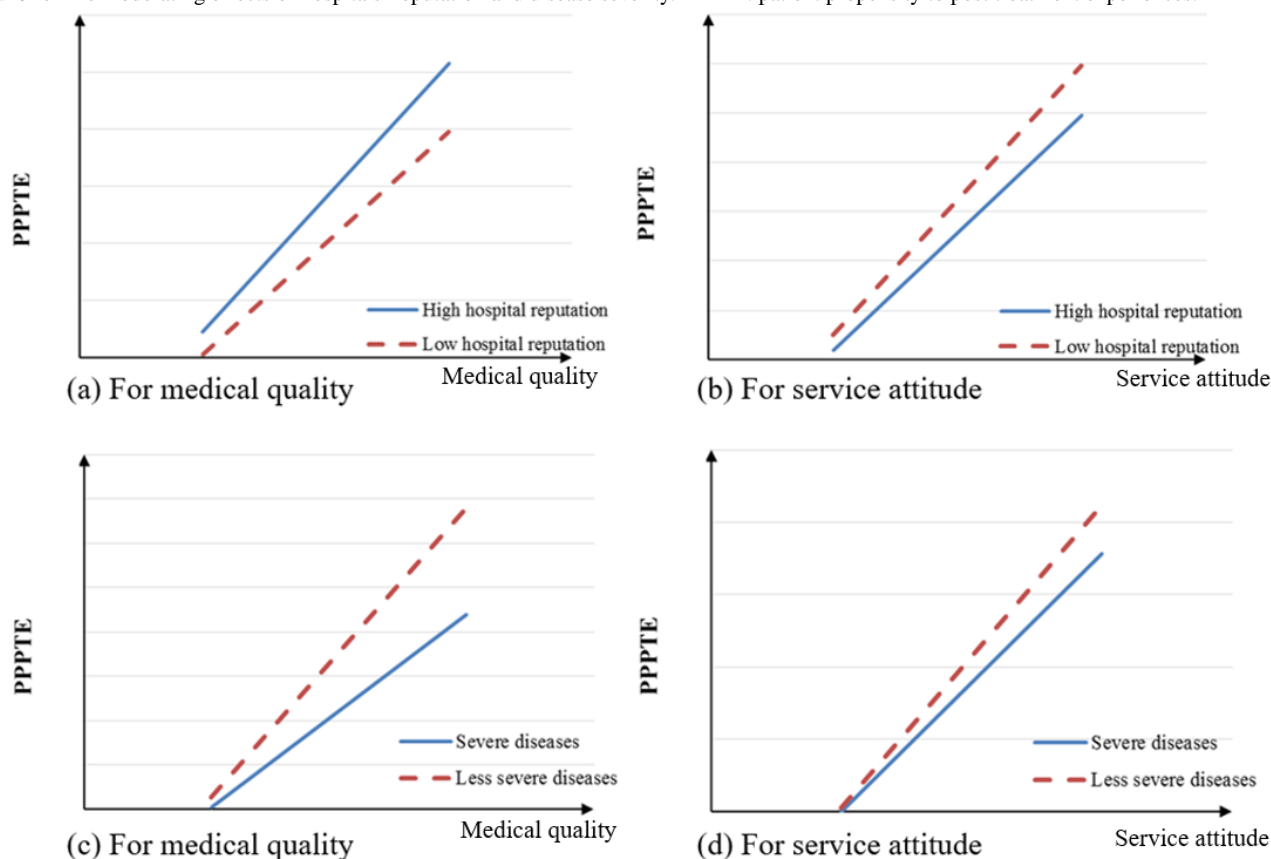 PPPTE
High hospital reputation
Low hospital reputation
Medical quality
(a) For medical quality
PPPTE
High hospital reputation
Low hospital reputation
Service attitude
(b) For service attitude
PPPTE
Severe diseases
Less severe diseases
Medical quality
(c) For medical quality
PPPTE
Severe diseases
Less severe diseases
Service attitude
(d) For service attitude